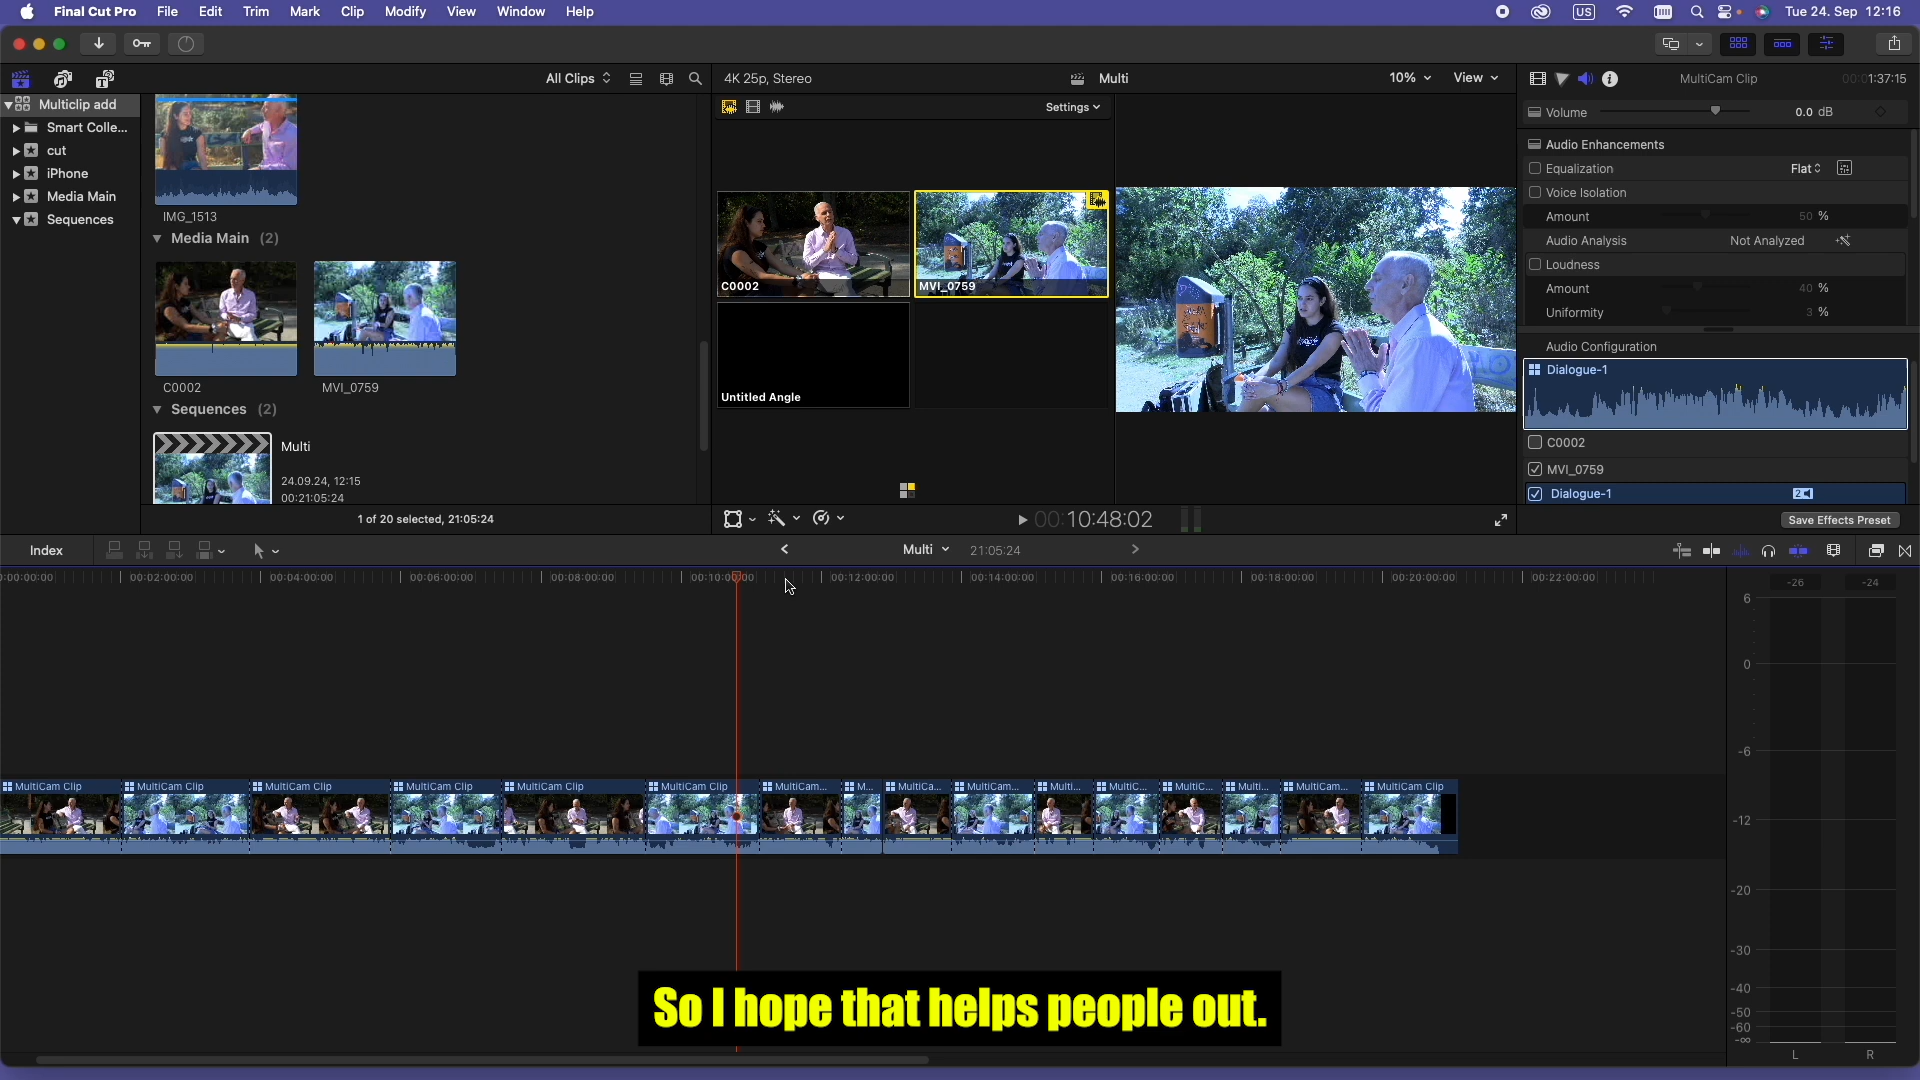 Final Cut Pro File Edit Trim Mark Clip Modify View Window Help US Tue 24. Sep 12:16
All Clips 4K 25p, Stereo Multi 10% View MultiCam Clip 00:01:37:15
Multiclip add
Smart Colle...
cut
iPhone
Media Main
Sequences
IMG_1513
Media Main (2)
C0002 MVI_0759
Sequences (2)
Multi
24.09.24, 12:15
00:21:05:24
1 of 20 selected, 21:05:24
Settings
C0002 MVI_0759
Untitled Angle
00:10:48:02
Volume 0.0 dB
Audio Enhancements
Equalization Flat
Voice Isolation
Amount 50 %
Audio Analysis Not Analyzed
Loudness
Amount 40 %
Uniformity 3 %
Audio Configuration
Dialogue-1
C0002
MVI_0759
Dialogue-1 2
Save Effects Preset
Index Multi 21:05:24
0:00:00:00 00:02:00:00 00:04:00:00 00:06:00:00 00:08:00:00 00:10:00:00 00:12:00:00 00:14:00:00 00:16:00:00 00:18:00:00 00:20:00:00 00:22:00:00
MultiCam Clip MultiCam Clip MultiCam Clip MultiCam Clip MultiCam Clip MultiCam Clip MultiCam... M... MultiCa... MultiCam... Multi... MultiC... MultiC... Multi... MultiCam... MultiCam Clip
-26 -24
6
0
-6
-12
-20
-30
-40
-50
-60
-∞
L R
So I hope that helps people out.